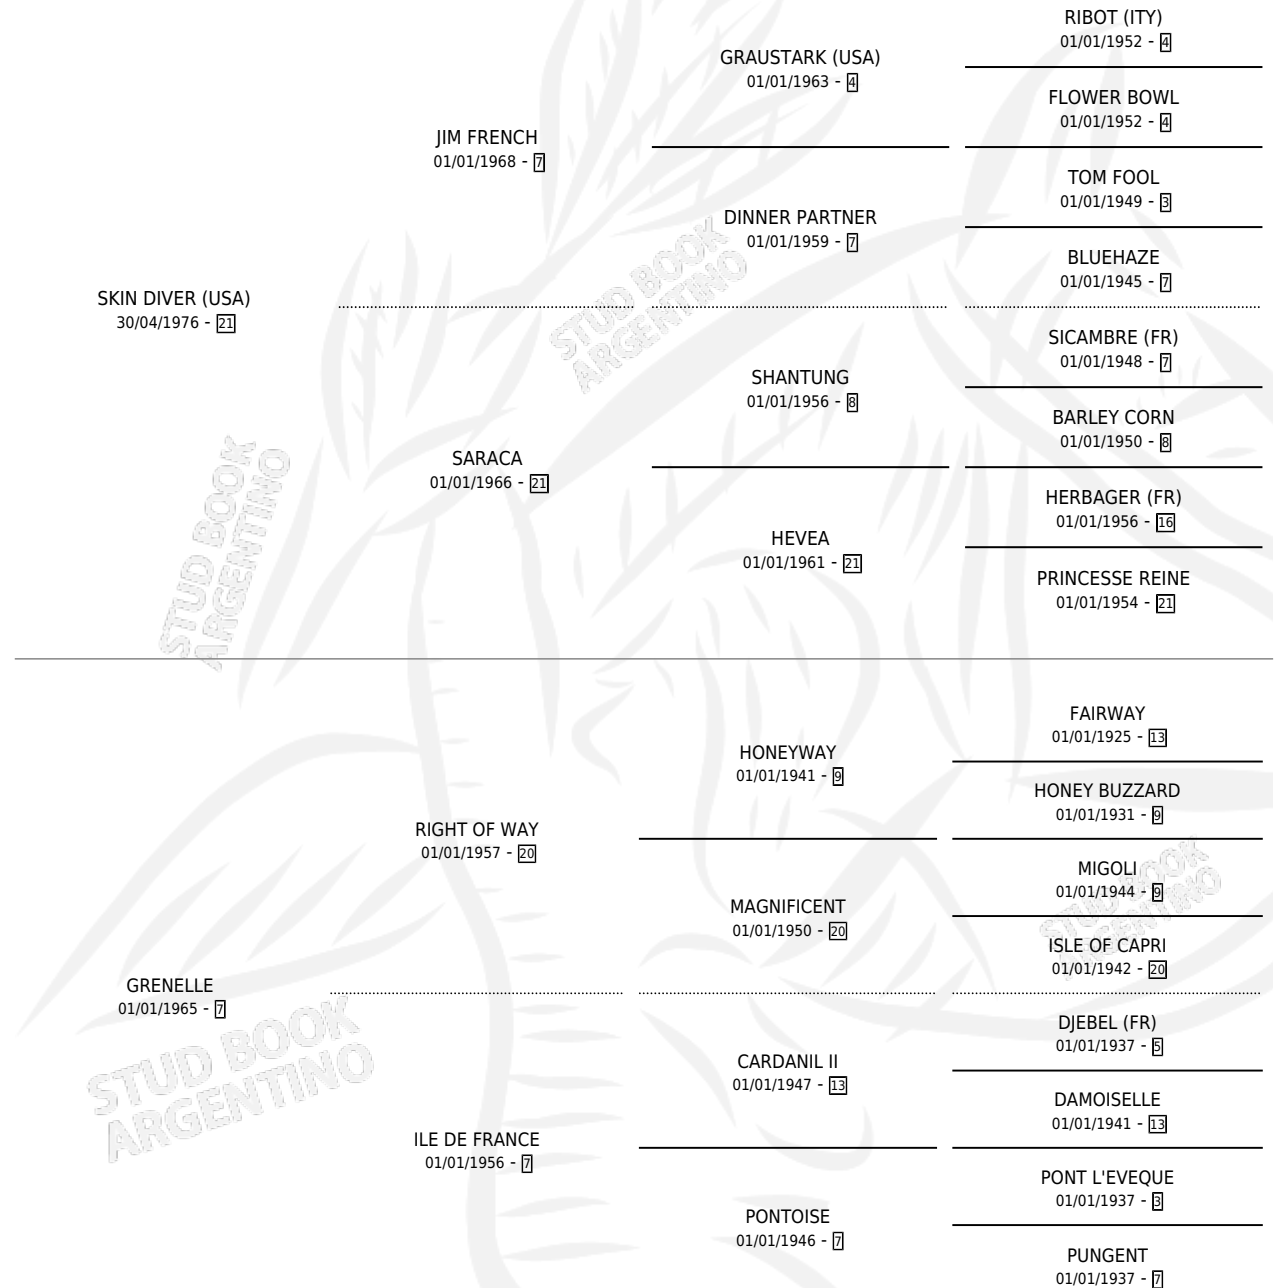 SKIN DIVER (USA)
30/04/1976 - 21
JIM FRENCH
01/01/1968 - 7
GRAUSTARK (USA)
01/01/1963 - 4
RIBOT (ITY)
01/01/1952 - 4
FLOWER BOWL
01/01/1952 - 4
DINNER PARTNER
01/01/1959 - 7
TOM FOOL
01/01/1949 - 3
BLUEHAZE
01/01/1945 - 7
SARACA
01/01/1966 - 21
SHANTUNG
01/01/1956 - 8
SICAMBRE (FR)
01/01/1948 - 7
BARLEY CORN
01/01/1950 - 8
HEVEA
01/01/1961 - 21
HERBAGER (FR)
01/01/1956 - 16
PRINCESSE REINE
01/01/1954 - 21
GRENELLE
01/01/1965 - 7
RIGHT OF WAY
01/01/1957 - 20
HONEYWAY
01/01/1941 - 9
FAIRWAY
01/01/1925 - 13
HONEY BUZZARD
01/01/1931 - 9
MAGNIFICENT
01/01/1950 - 20
MIGOLI
01/01/1944 - 9
ISLE OF CAPRI
01/01/1942 - 20
ILE DE FRANCE
01/01/1956 - 7
CARDANIL II
01/01/1947 - 13
DJEBEL (FR)
01/01/1937 - 5
DAMOISELLE
01/01/1941 - 13
PONTOISE
01/01/1946 - 7
PONT L'EVEQUE
01/01/1937 - 3
PUNGENT
01/01/1937 - 7
STUD BOOK
ARGENTINO
STUD BOOK
ARGENTINO
STUD BOOK
ARGENTINO
STUD BOOK
ARGENTINO